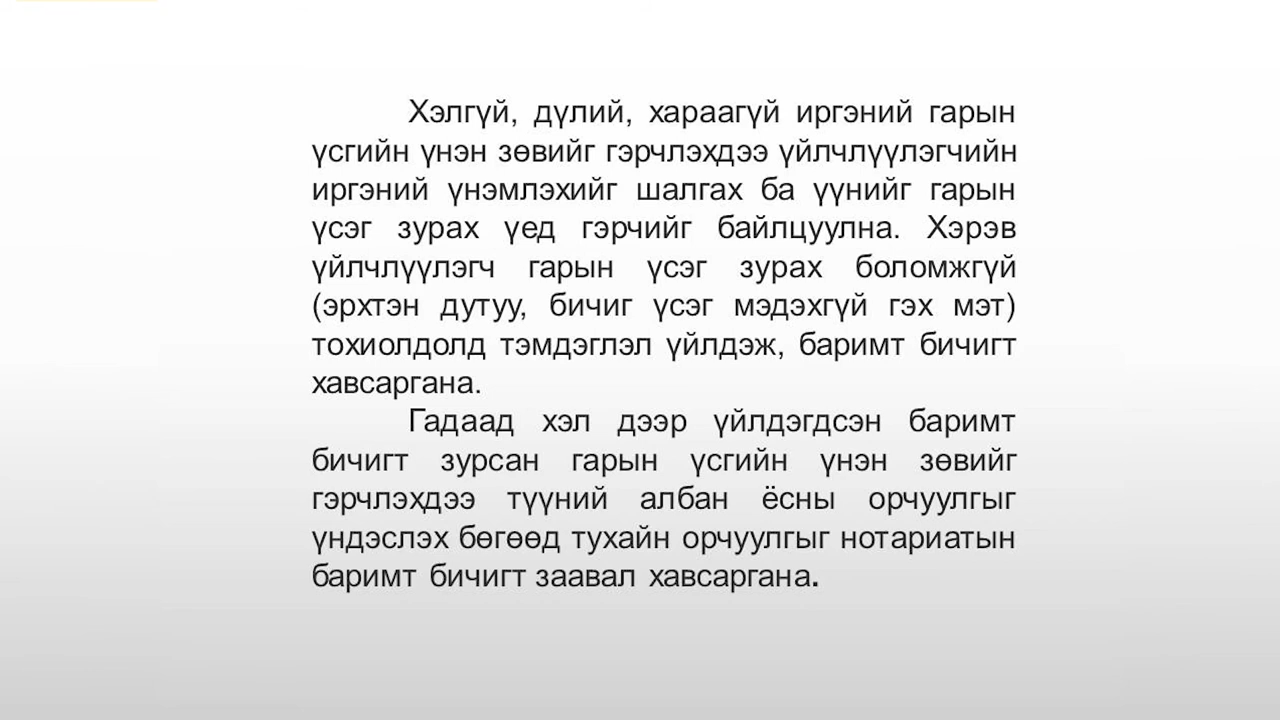 Хэлгүй, дүлий, хараагүй иргэний гарын
үсгийн үнэн зөвийг гэрчлэхдээ үйлчлүүлэгчийн
иргэний үнэмлэхийг шалгах ба үүнийг гарын
үсэг зурах үед гэрчийг байлцуулна. Хэрэв
үйлчлүүлэгч гарын үсэг зурах боломжгүй
(эрхтэн дутуу, бичиг үсэг мэдэхгүй гэх мэт)
тохиолдолд тэмдэглэл үйлдэж, баримт бичигт
хавсаргана.
Гадаад хэл дээр үйлдэгдсэн баримт
бичигт зурсан гарын үсгийн үнэн зөвийг
гэрчлэхдээ түүний албан ёсны орчуулгыг
үндэслэх бөгөөд тухайн орчуулгыг нотариатын
баримт бичигт заавал хавсаргана.